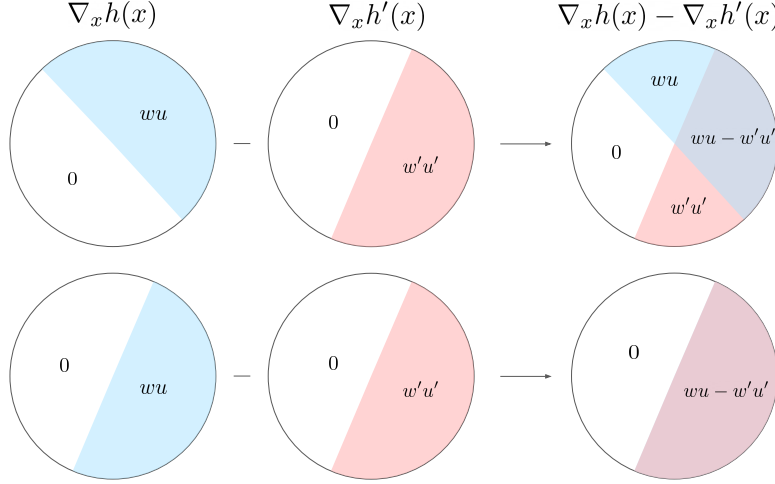 ∇ₓh(x) ∇ₓh′(x) ∇ₓh(x) − ∇ₓh′(x)
wu 0 wu
0 − w′u′ 0 wu − w′u′
w′u′
0 0 0
wu − w′u′ wu − w′u′